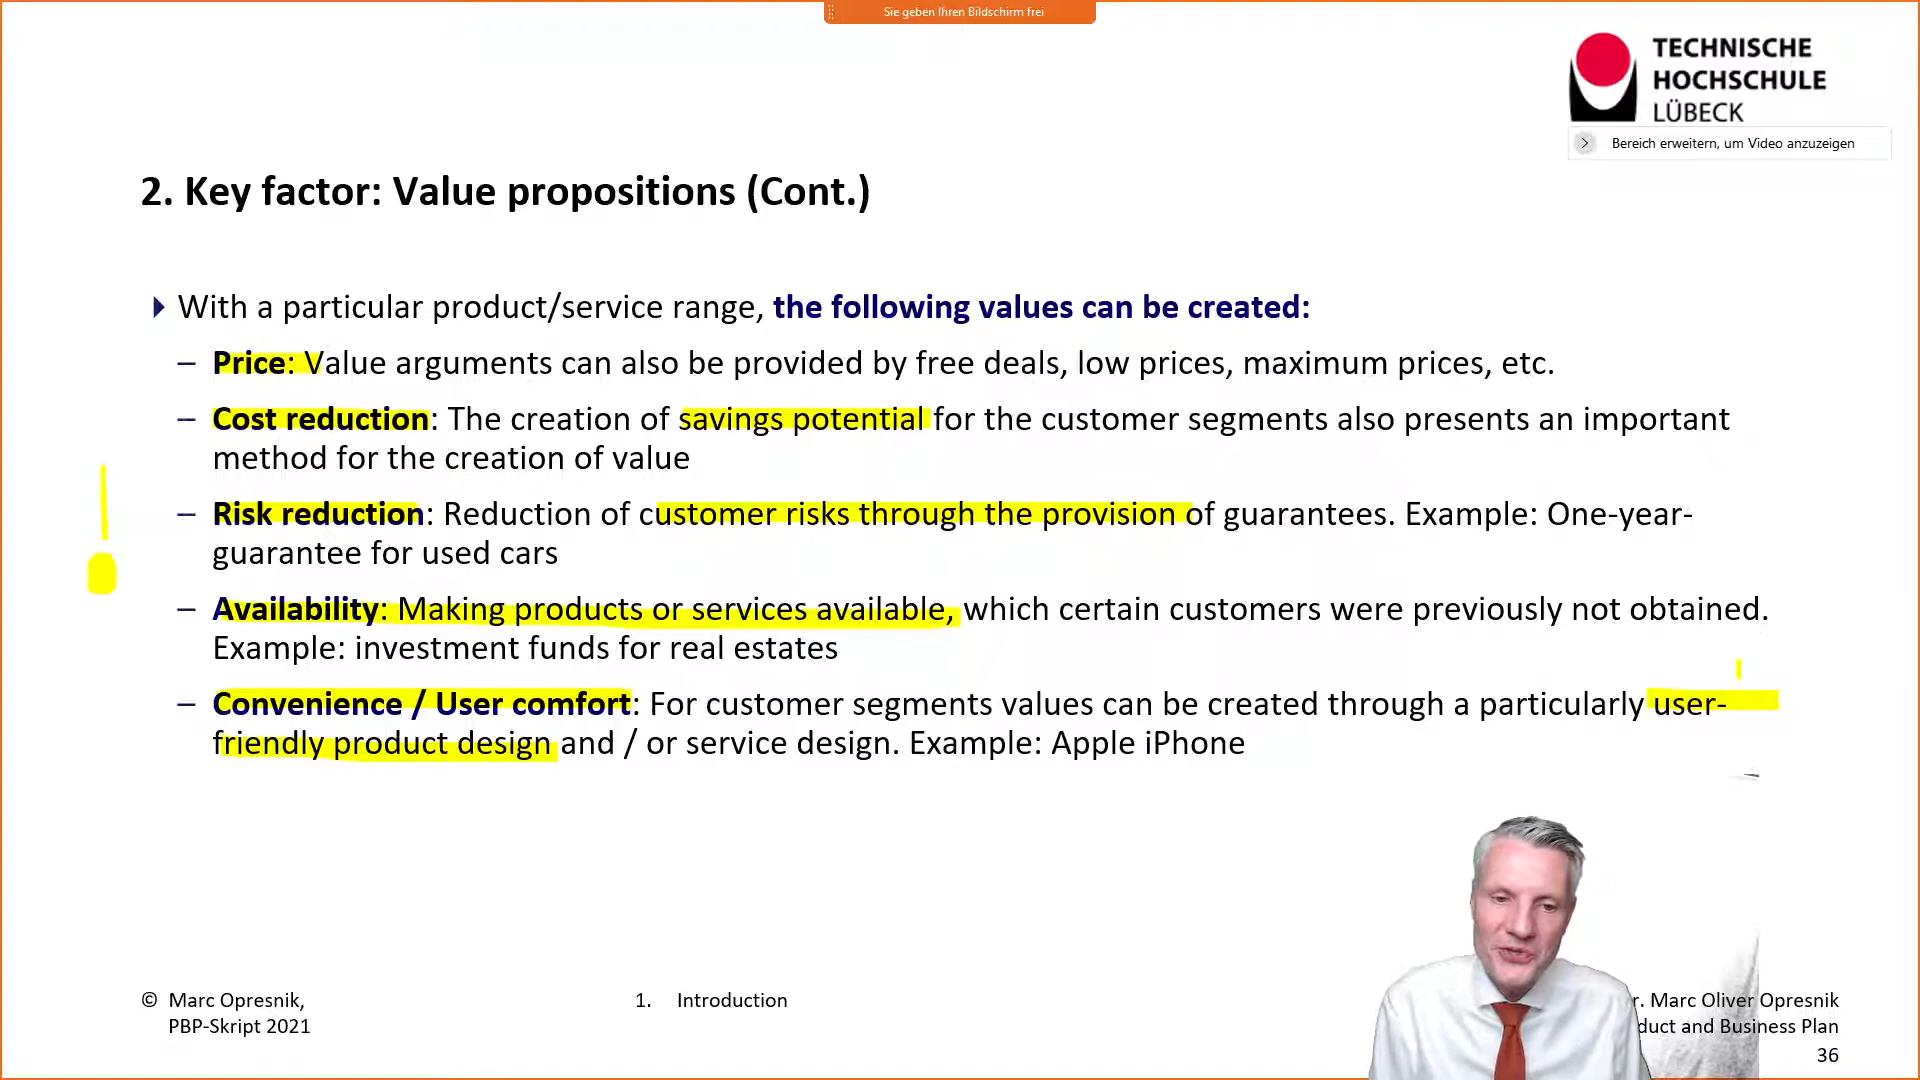 Sie geben Ihren Bildschirm frei
TECHNISCHE
HOCHSCHULE
LÜBECK
Bereich erweitern, um Video anzuzeigen
2. Key factor: Value propositions (Cont.)
With a particular product/service range, the following values can be created:
– Price: Value arguments can also be provided by free deals, low prices, maximum prices, etc.
– Cost reduction: The creation of savings potential for the customer segments also presents an important
method for the creation of value
– Risk reduction: Reduction of customer risks through the provision of guarantees. Example: One-year-
guarantee for used cars
– Availability: Making products or services available, which certain customers were previously not obtained.
Example: investment funds for real estates
– Convenience / User comfort: For customer segments values can be created through a particularly user-
friendly product design and / or service design. Example: Apple iPhone
© Marc Opresnik,
PBP-Skript 2021
1. Introduction
r. Marc Oliver Opresnik
duct and Business Plan
36